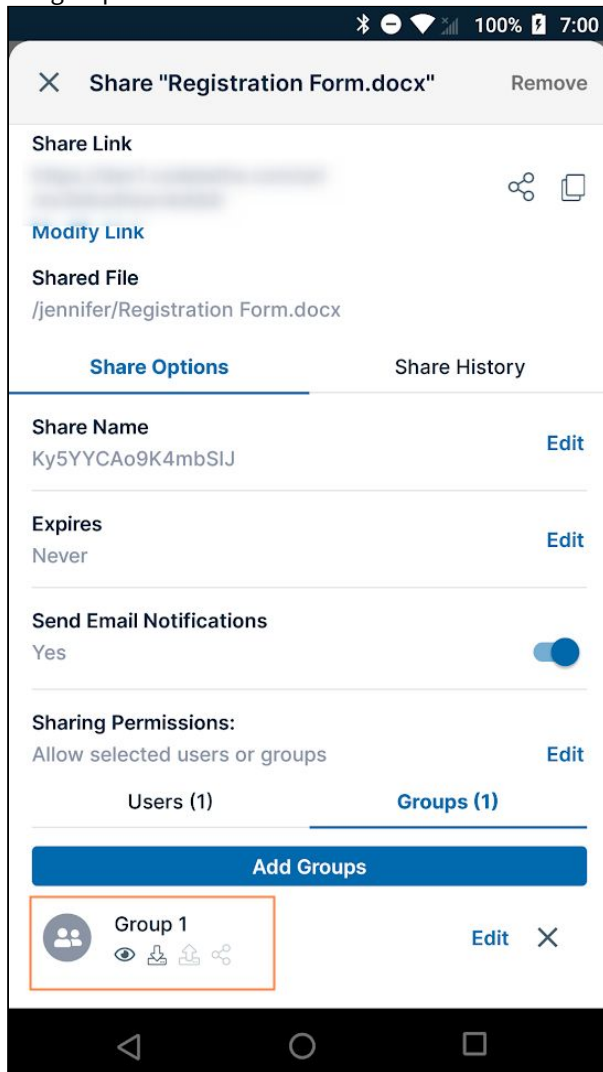 100% 7:00
Share "Registration Form.docx" Remove
Share Link
Modify Link
Shared File
/jennifer/Registration Form.docx
Share Options Share History
Share Name
Ky5YYCAo9K4mbSIJ Edit
Expires
Never Edit
Send Email Notifications
Yes
Sharing Permissions:
Allow selected users or groups Edit
Users (1) Groups (1)
Add Groups
Group 1
Edit